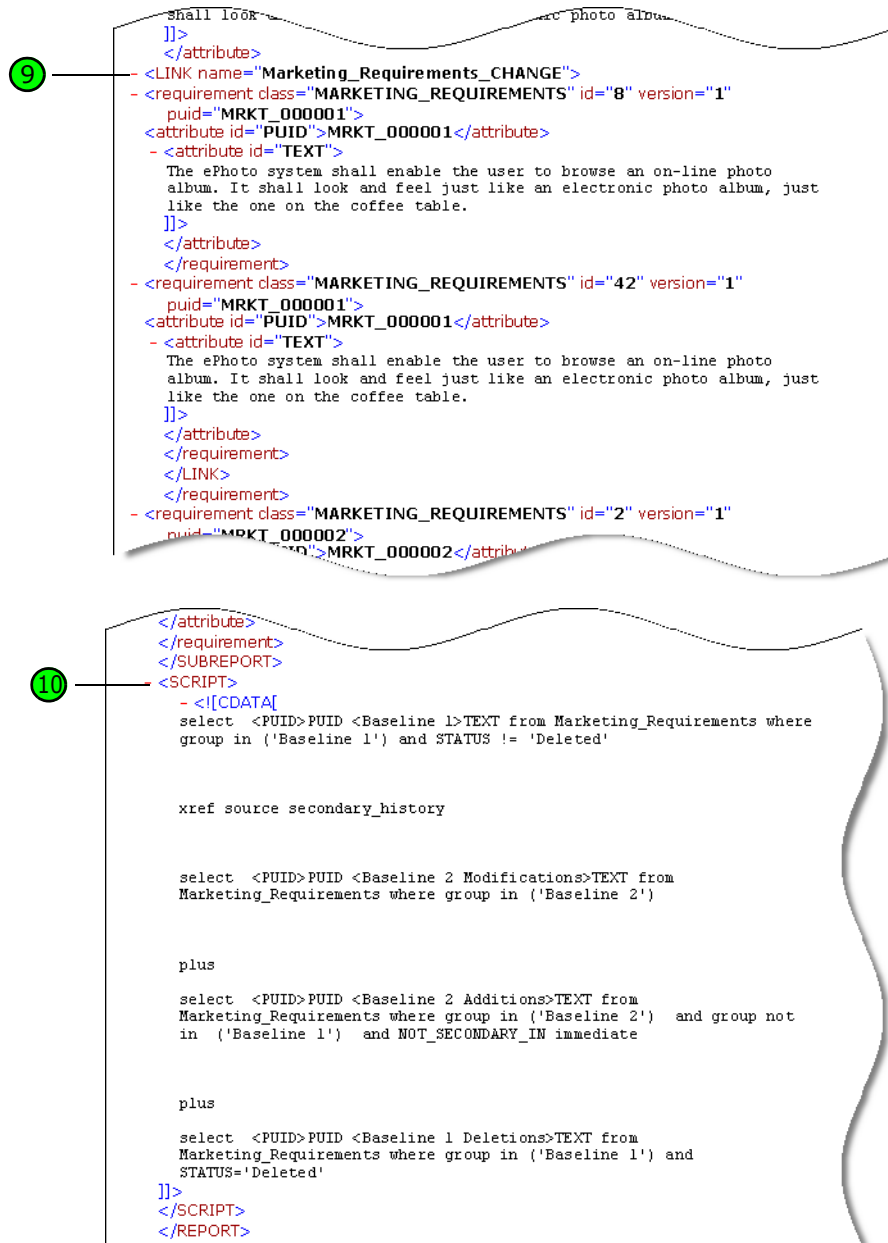 shall look
photo
]]>
</attribute>
9
- <LINK name="Marketing_Requirements_CHANGE">
- <requirement class="MARKETING_REQUIREMENTS" id="8" version="1"
puid="MRKT_000001">
<attribute id="PUID">MRKT_000001</attribute>
- <attribute id="TEXT">
The ePhoto system shall enable the user to browse an on-line photo
album. It shall look and feel just like an electronic photo album, just
like the one on the coffee table.
]]>
</attribute>
</requirement>
- <requirement class="MARKETING_REQUIREMENTS" id="42" version="1"
puid="MRKT_000001">
<attribute id="PUID">MRKT_000001</attribute>
- <attribute id="TEXT">
The ePhoto system shall enable the user to browse an on-line photo
album. It shall look and feel just like an electronic photo album, just
like the one on the coffee table.
]]>
</attribute>
</requirement>
</LINK>
</requirement>
- <requirement class="MARKETING_REQUIREMENTS" id="2" version="1"
puid="MRKT_000002">
">MRKT_000002</attribu
</attribute>
</requirement>
</SUBREPORT>
10
- <SCRIPT>
- <![CDATA[
select <PUID>PUID <Baseline 1>TEXT from Marketing_Requirements where
group in ('Baseline 1') and STATUS != 'Deleted'
xref source secondary_history
select <PUID>PUID <Baseline 2 Modifications>TEXT from
Marketing_Requirements where group in ('Baseline 2')
plus
select <PUID>PUID <Baseline 2 Additions>TEXT from
Marketing_Requirements where group in ('Baseline 2') and group not
in ('Baseline 1') and NOT_SECONDARY_IN immediate
plus
select <PUID>PUID <Baseline 1 Deletions>TEXT from
Marketing_Requirements where group in ('Baseline 1') and
STATUS='Deleted'
]]>
</SCRIPT>
</REPORT>